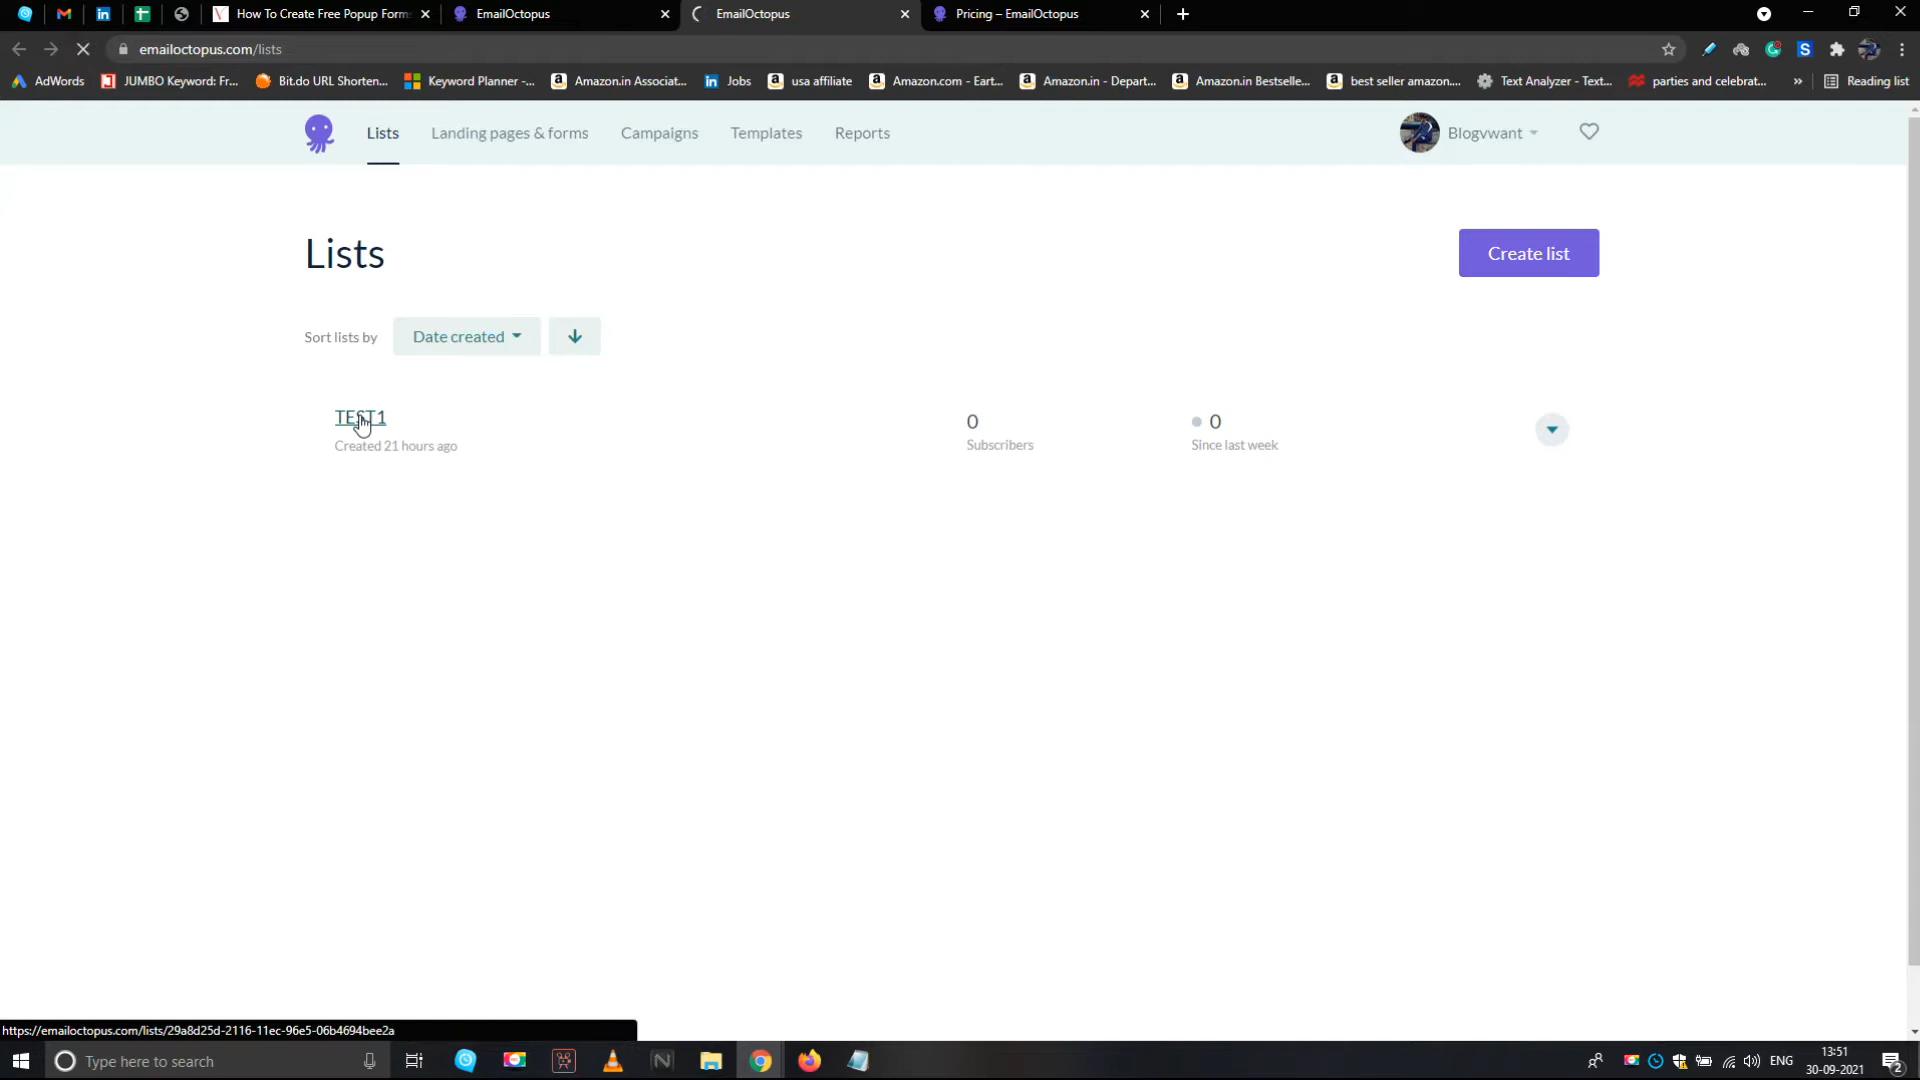 How To Create Free Popup Form
EmailOctopus
EmailOctopus
Pricing – EmailOctopus
emailoctopus.com/lists
AdWords
JUMBO Keyword: Fr...
Bit.do URL Shorten...
Keyword Planner -...
Amazon.in Associat...
Jobs
usa affiliate
Amazon.com - Eart...
Amazon.in - Depart...
Amazon.in Bestselle...
best seller amazon....
Text Analyzer - Text...
parties and celebrat...
»
Reading list
Lists
Landing pages & forms
Campaigns
Templates
Reports
Blogvwant
Lists
Create list
Sort lists by
Date created
TEST1
0
0
Created 21 hours ago
Subscribers
Since last week
https://emailoctopus.com/lists/29a8d25d-2116-11ec-96e5-06b4694bee2a
Type here to search
ENG
13:51
30-09-2021
2